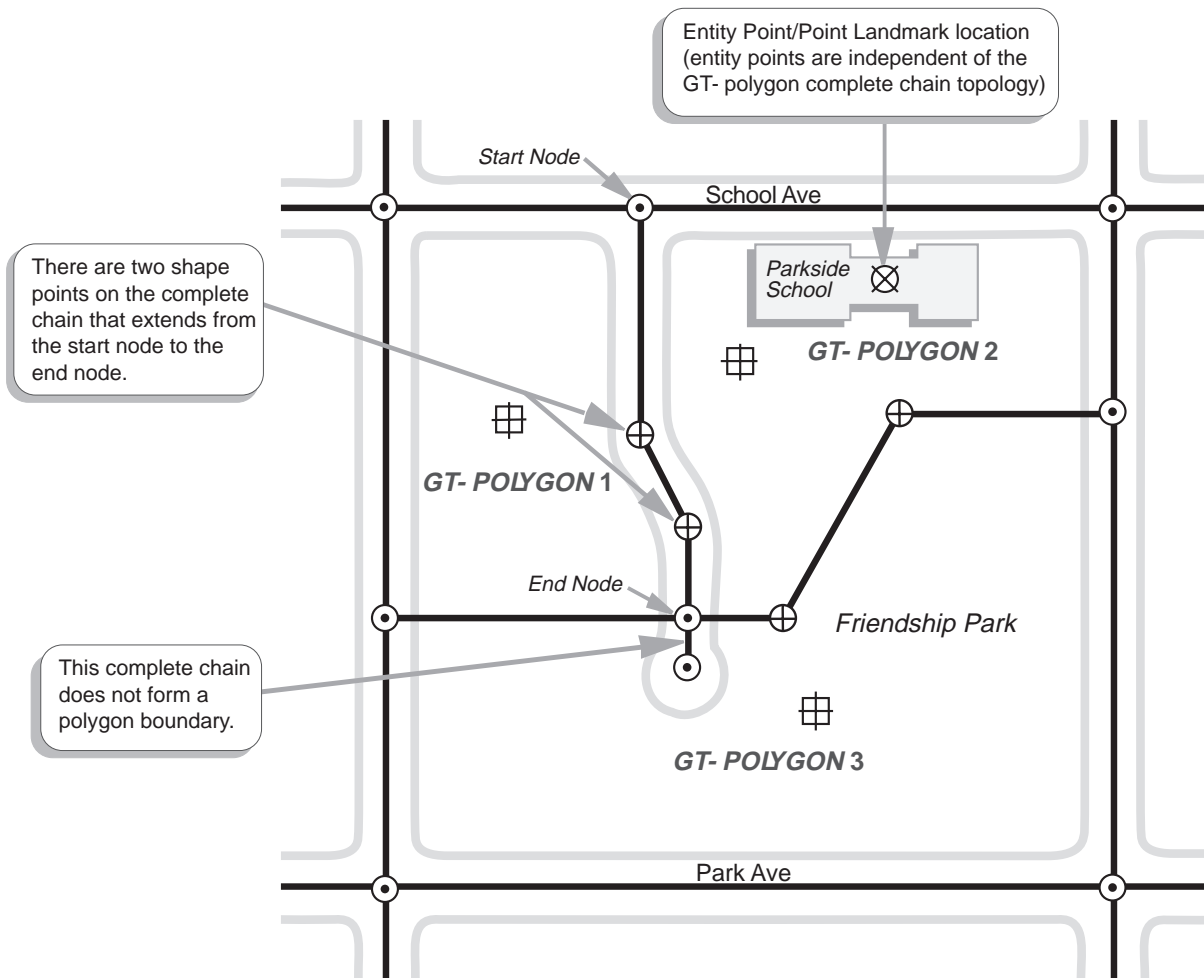 Entity Point/Point Landmark location
(entity points are independent of the
GT- polygon complete chain topology)
Start Node
School Ave
There are two shape
points on the complete
chain that extends from
the start node to the
end node.
Parkside
School
GT- POLYGON 2
GT- POLYGON 1
End Node
Friendship Park
This complete chain
does not form a
polygon boundary.
GT- POLYGON 3
Park Ave